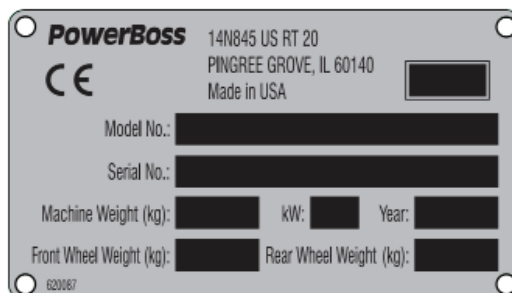 PowerBoss
14N845 US RT 20
PINGREE GROVE, IL 60140
CE
Made in USA
Model No.:
Serial No.:
Machine Weight (kg): kW: Year:
Front Wheel Weight (kg): Rear Wheel Weight (kg):
620087